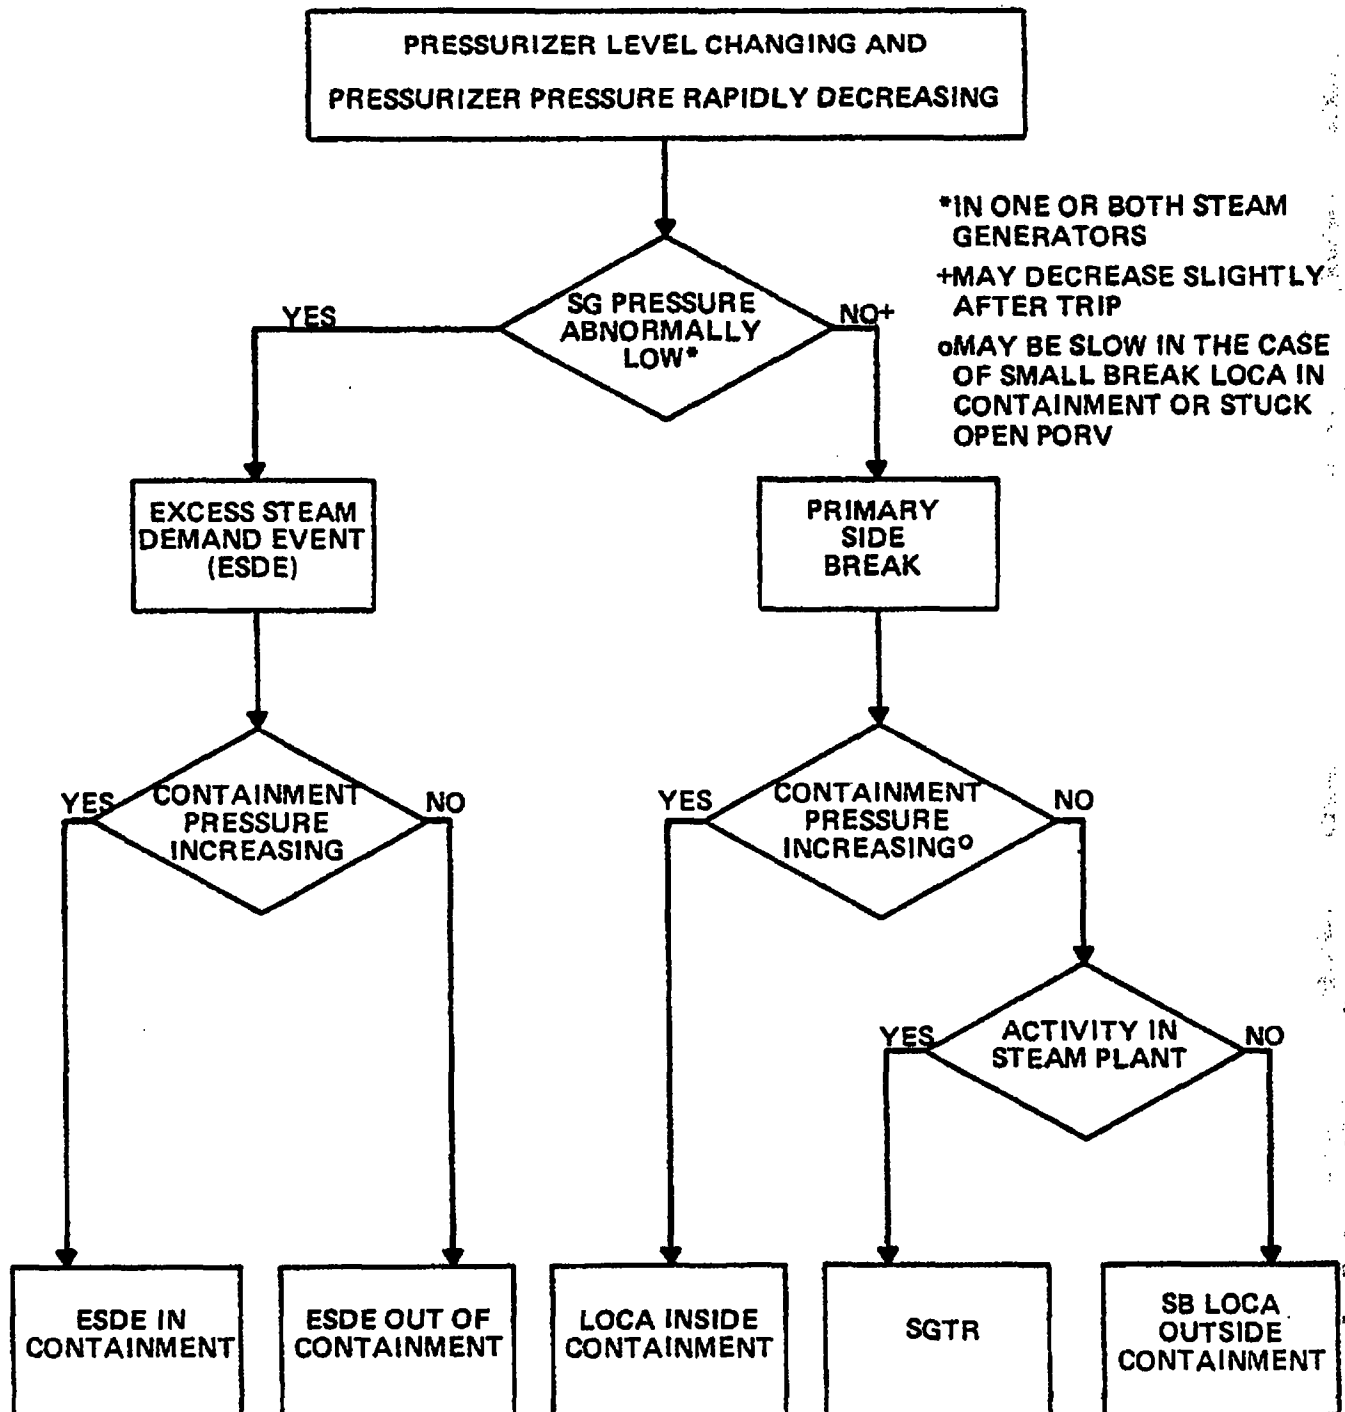 PRESSURIZER LEVEL CHANGING AND
PRESSURIZER PRESSURE RAPIDLY DECREASING
*IN ONE OR BOTH STEAM
GENERATORS
+MAY DECREASE SLIGHTLY
AFTER TRIP
oMAY BE SLOW IN THE CASE
OF SMALL BREAK LOCA IN
CONTAINMENT OR STUCK
OPEN PORV
SG PRESSURE
ABNORMALLY
LOW*
YES
NO+
EXCESS STEAM
DEMAND EVENT
(ESDE)
PRIMARY
SIDE
BREAK
YES
CONTAINMENT
PRESSURE
INCREASING
NO
YES
CONTAINMENT
PRESSURE
INCREASINGo
NO
YES
ACTIVITY IN
STEAM PLANT
NO
ESDE IN
CONTAINMENT
ESDE OUT OF
CONTAINMENT
LOCA INSIDE
CONTAINMENT
SGTR
SB LOCA
OUTSIDE
CONTAINMENT